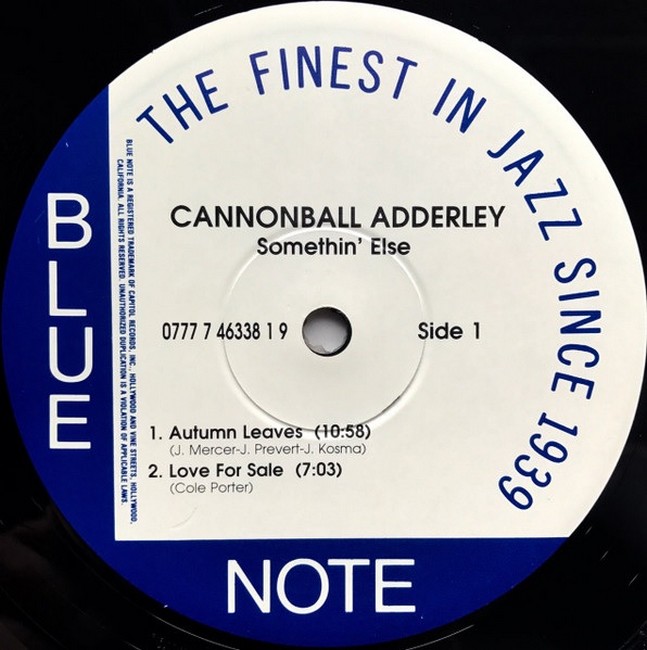 THE FINEST IN JAZZ SINCE 1939
BLUE
NOTE
BLUE NOTE IS A REGISTERED TRADEMARK OF CAPITOL RECORDS, INC., HOLLYWOOD AND VINE STREETS, HOLLYWOOD,
CALIFORNIA. ALL RIGHTS RESERVED. UNAUTHORIZED DUPLICATION IS A VIOLATION OF APPLICABLE LAWS.
CANNONBALL ADDERLEY
Somethin' Else
0777 7 46338 1 9
Side 1
1. Autumn Leaves (10:58)
(J. Mercer-J. Prevert-J. Kosma)
2. Love For Sale (7:03)
(Cole Porter)